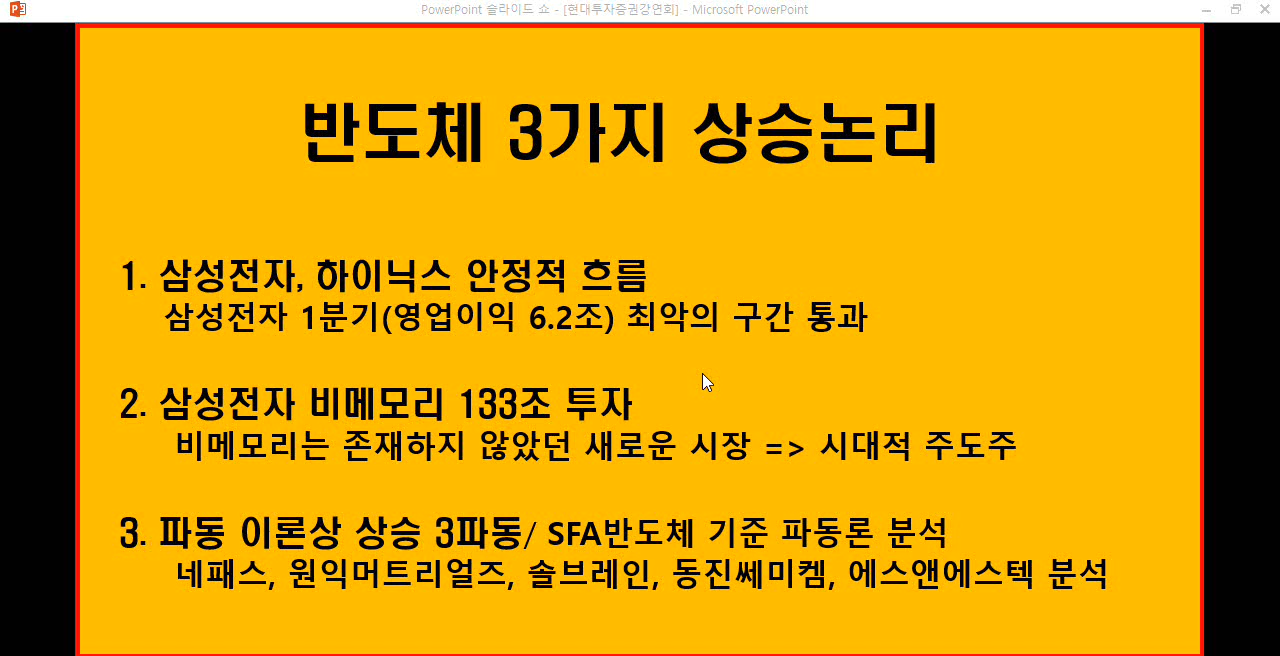 PowerPoint 슬라이드 쇼 - [현대투자증권강연회] - Microsoft PowerPoint
반도체 3가지 상승논리
1. 삼성전자, 하이닉스 안정적 흐름
삼성전자 1분기(영업이익 6.2조) 최악의 구간 통과
2. 삼성전자 비메모리 133조 투자
비메모리는 존재하지 않았던 새로운 시장 => 시대적 주도주
3. 파동 이론상 상승 3파동/ SFA반도체 기준 파동론 분석
네패스, 원익머트리얼즈, 솔브레인, 동진쎄미켐, 에스앤에스텍 분석